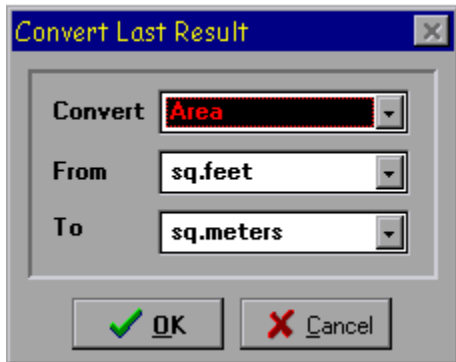 Convert Last Result
Convert Area
From sq.feet
To sq.meters
OK Cancel